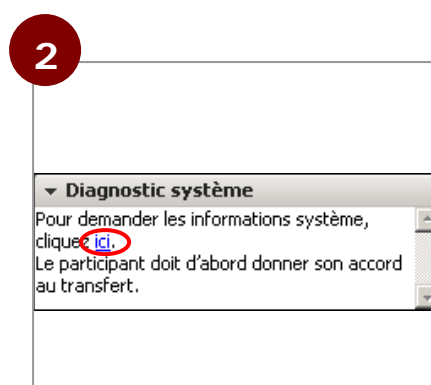 2
Diagnostic système
Pour demander les informations système,
cliquez ici.
Le participant doit d'abord donner son accord
au transfert.